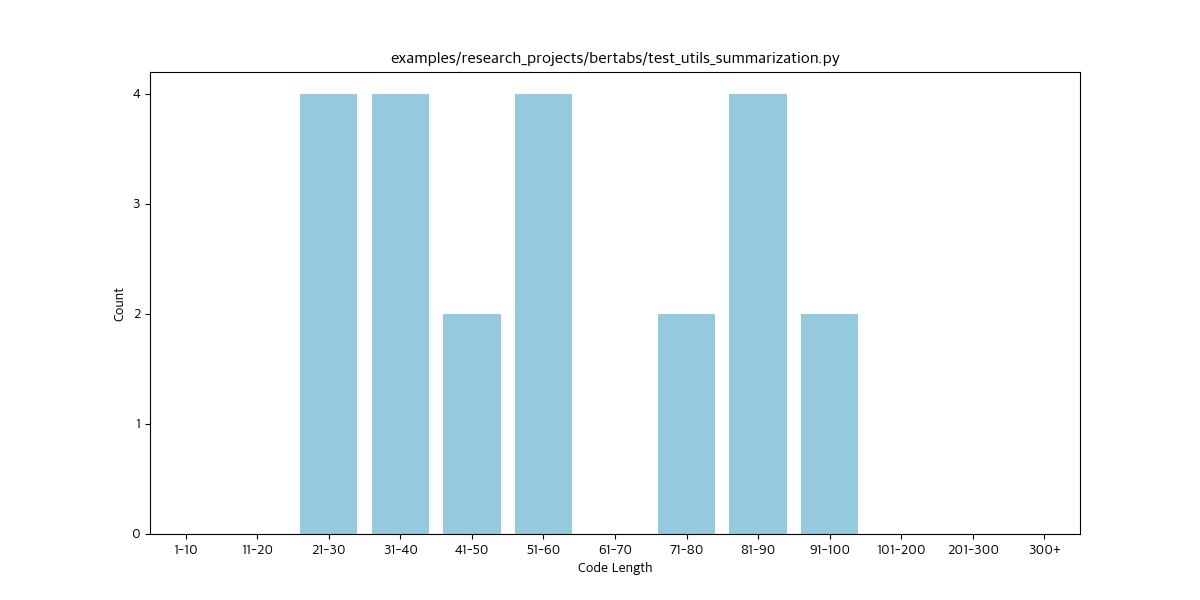 examples/research_projects/bertabs/test_utils_summarization.py
4
3
2
1
0
Count
1-10 11-20 21-30 31-40 41-50 51-60 61-70 71-80 81-90 91-100 101-200 201-300 300+
Code Length